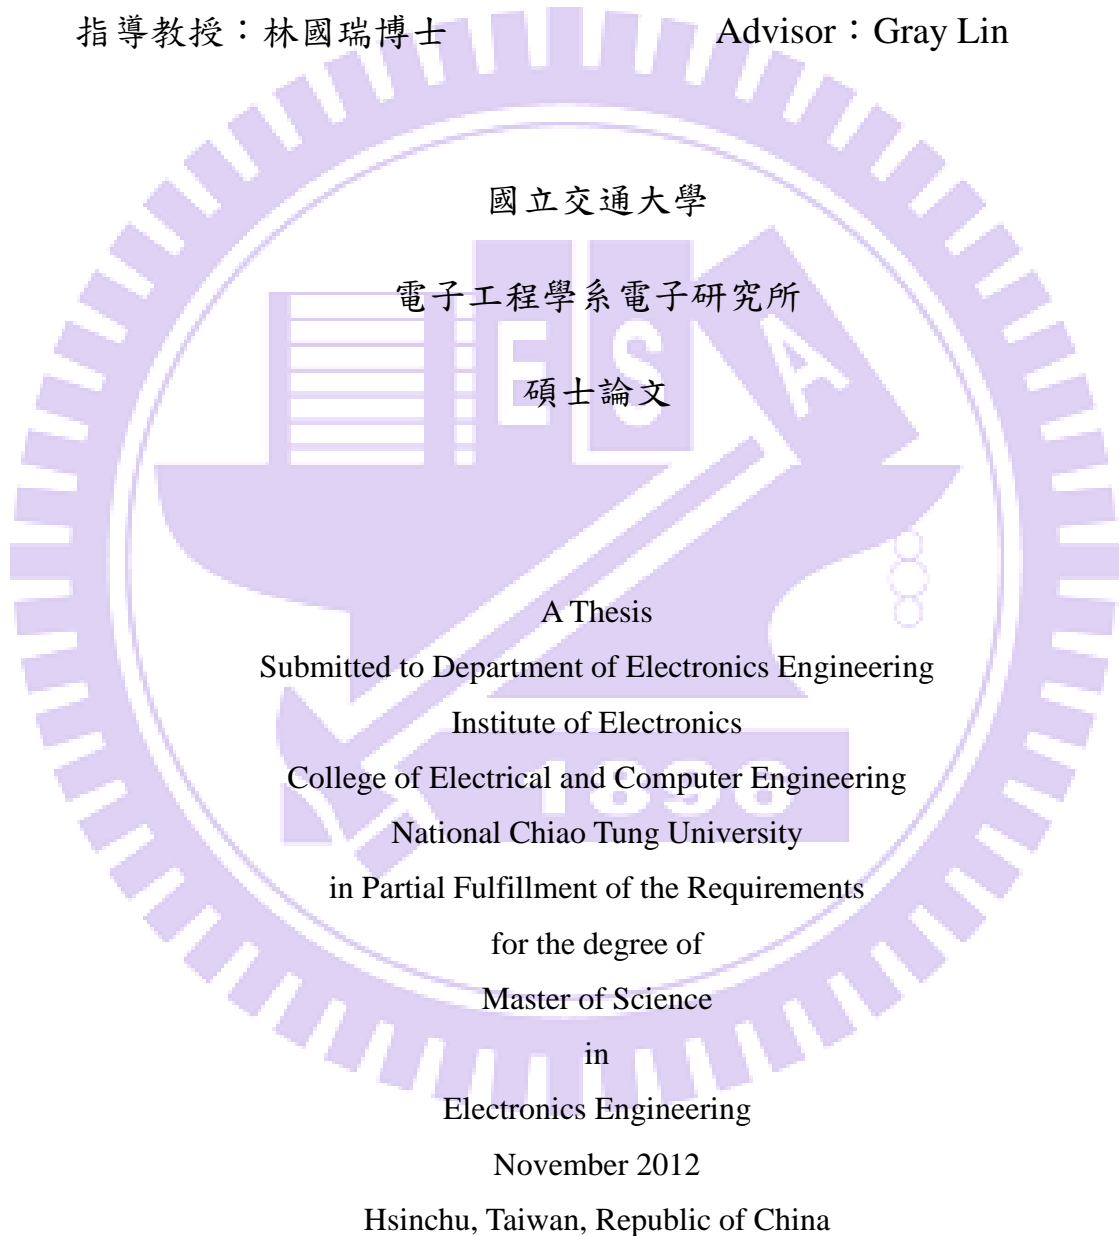 指導教授：林國瑞博士 Advisor：Gray Lin
國立交通大學
電子工程學系電子研究所
碩士論文
ESA
A Thesis
Submitted to Department of Electronics Engineering
Institute of Electronics
College of Electrical and Computer Engineering
1896
National Chiao Tung University
in Partial Fulfillment of the Requirements
for the degree of
Master of Science
in
Electronics Engineering
November 2012
Hsinchu, Taiwan, Republic of China